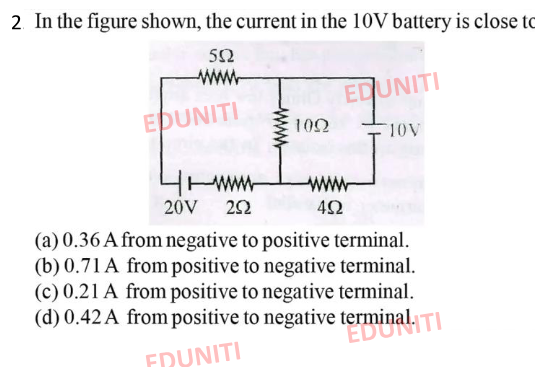 2 In the figure shown, the current in the 10V battery is close to
5Ω
EDUNITI
EDUNITI
10Ω
10V
20V 2Ω 4Ω
(a) 0.36 A from negative to positive terminal.
(b) 0.71 A from positive to negative terminal.
(c) 0.21 A from positive to negative terminal.
(d) 0.42 A from positive to negative terminal.
EDUNITI
EDUNITI